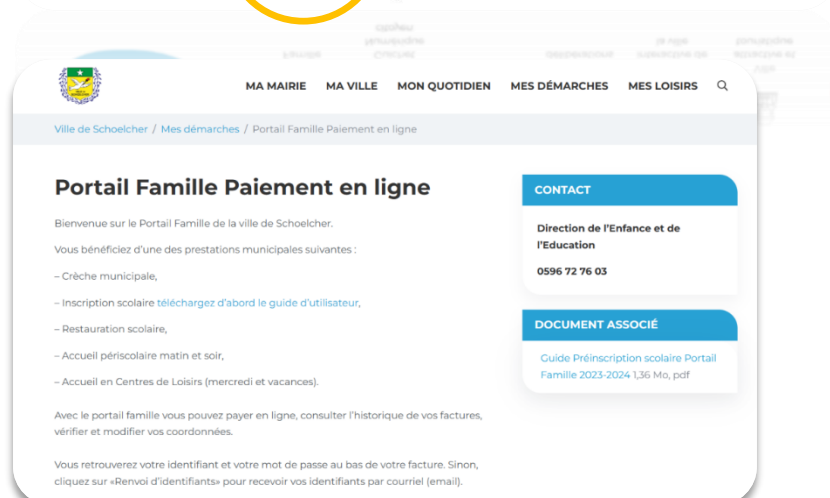 MA MAIRIE MA VILLE MON QUOTIDIEN MES DÉMARCHES MES LOISIRS
Ville de Schoelcher / Mes démarches / Portail Famille Paiement en ligne
Portail Famille Paiement en ligne
Bienvenue sur le Portail Famille de la ville de Schoelcher.
Vous bénéficiez d'une des prestations municipales suivantes :
– Crèche municipale,
– Inscription scolaire téléchargez d'abord le guide d'utilisateur,
– Restauration scolaire,
– Accueil périscolaire matin et soir,
– Accueil en Centres de Loisirs (mercredi et vacances).
Avec le portail famille vous pouvez payer en ligne, consulter l'historique de vos factures,
vérifier et modifier vos coordonnées.
Vous retrouverez votre identifiant et votre mot de passe au bas de votre facture. Sinon,
cliquez sur «Renvoi d'identifiants» pour recevoir vos identifiants par courriel (email).
CONTACT
Direction de l'Enfance et de
l'Education
0596 72 76 03
DOCUMENT ASSOCIÉ
Guide Préinscription scolaire Portail
Famille 2023-2024 1,36 Mo, pdf